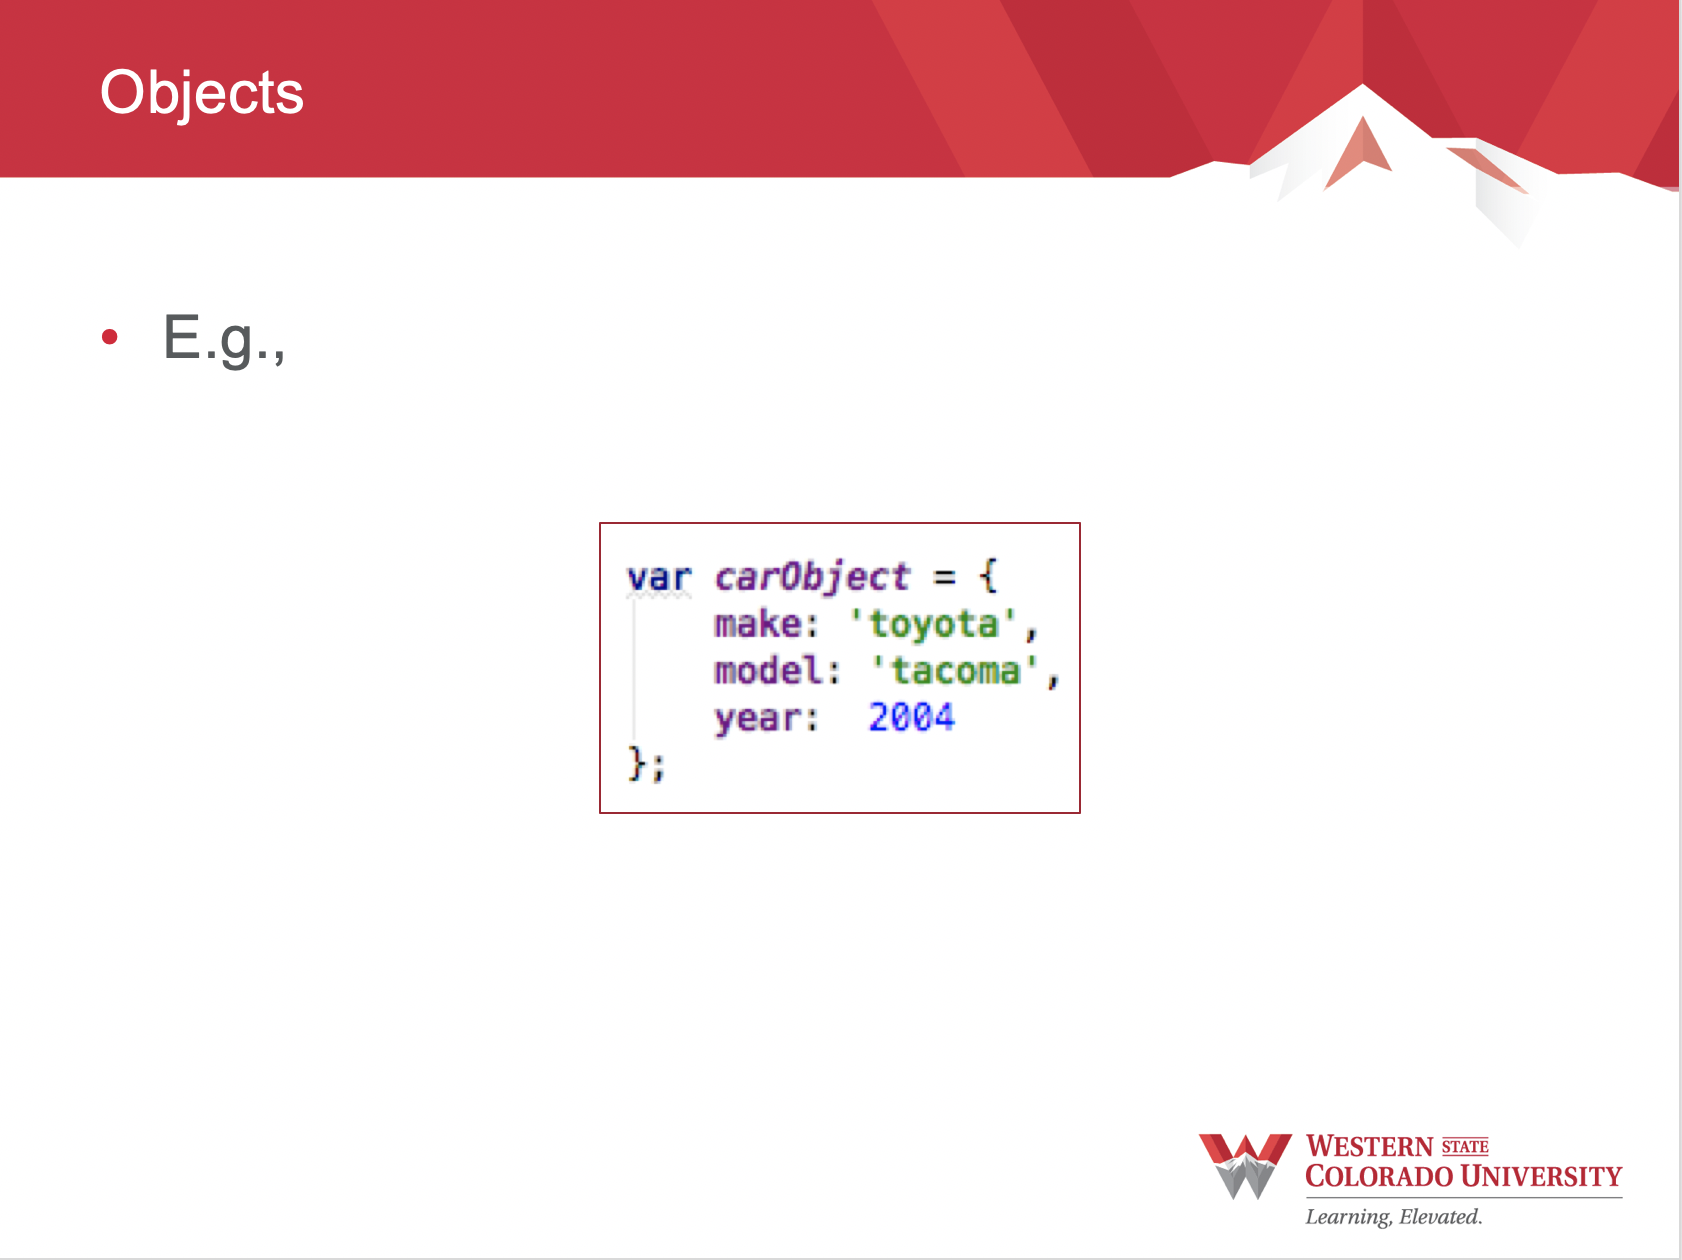 Objects
• E.g.,
var carObject = {
    make: 'toyota',
    model: 'tacoma',
    year:  2004
};
WESTERN STATE
COLORADO UNIVERSITY
Learning, Elevated.